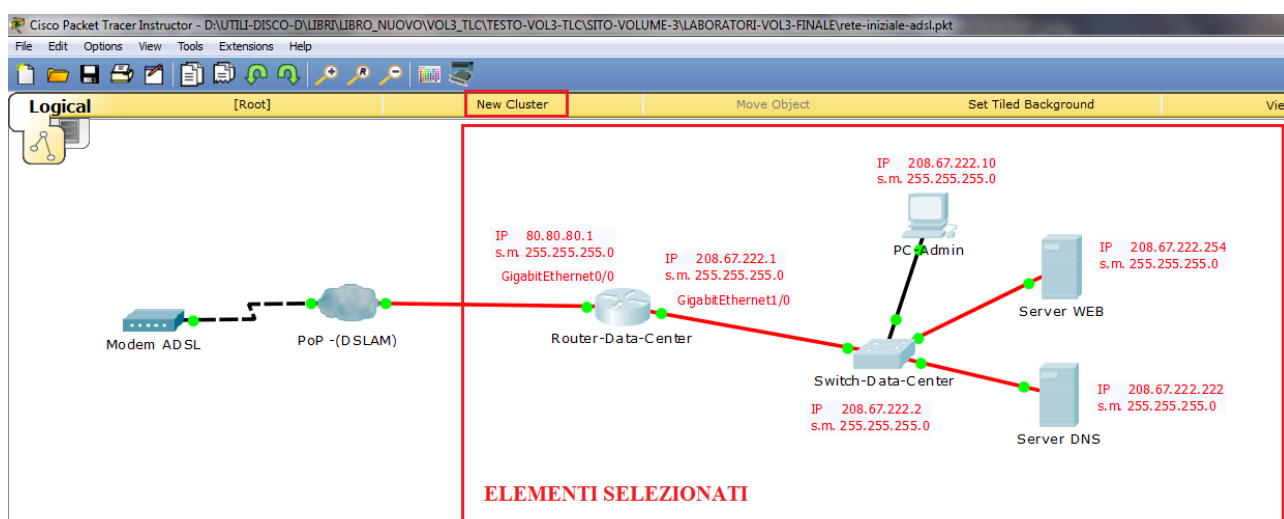 Cisco Packet Tracer Instructor - D:\UTILI-DISCO-D\LIBRI\LIBRO_NUOVO\VOL3_TLC\TESTO-VOL3-TLC\SITO-VOLUME-3\LABORATORI-VOL3-FINALE\rete-iniziale-adsl.pkt
File Edit Options View Tools Extensions Help
Logical [Root] New Cluster Move Object Set Tiled Background Vie
IP 208.67.222.10
s.m. 255.255.255.0
PC-Admin
IP 80.80.80.1
s.m. 255.255.255.0
GigabitEthernet0/0
IP 208.67.222.1
s.m. 255.255.255.0
GigabitEthernet1/0
IP 208.67.222.254
s.m. 255.255.255.0
Server WEB
Modem ADSL
PoP -(DSLAM)
Router-Data-Center
Switch-Data-Center
IP 208.67.222.2
s.m. 255.255.255.0
IP 208.67.222.222
s.m. 255.255.255.0
Server DNS
ELEMENTI SELEZIONATI